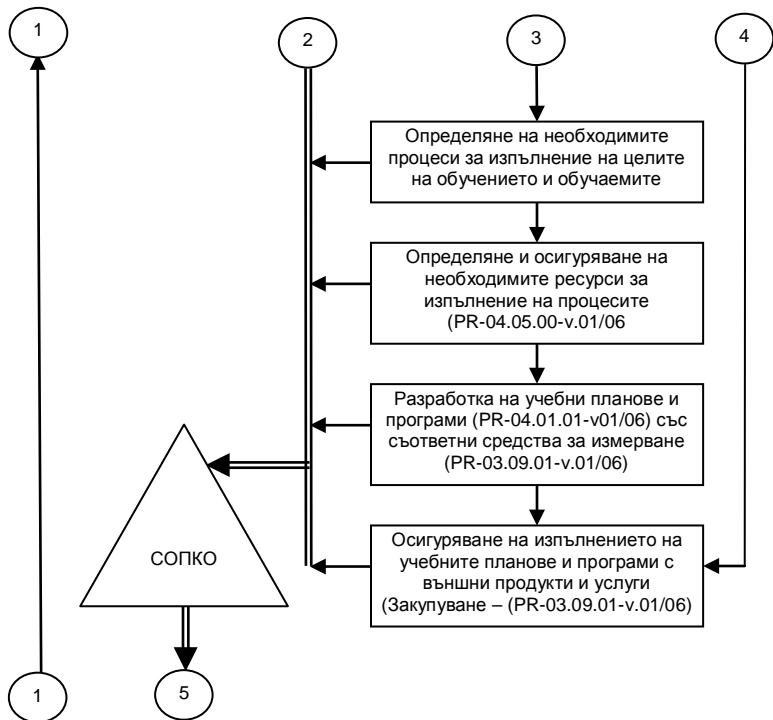 1
2
3
4
Определяне на необходимите
процеси за изпълнение на целите
на обучението и обучаемите
Определяне и осигуряване на
необходимите ресурси за
изпълнение на процесите
(PR-04.05.00-v.01/06
Разработка на учебни планове и
програми (PR-04.01.01-v01/06) със
съответни средства за измерване
(PR-03.09.01-v.01/06)
СОПКО
Осигуряване на изпълнението на
учебните планове и програми с
външни продукти и услуги
(Закупуване – (PR-03.09.01-v.01/06)
1
5